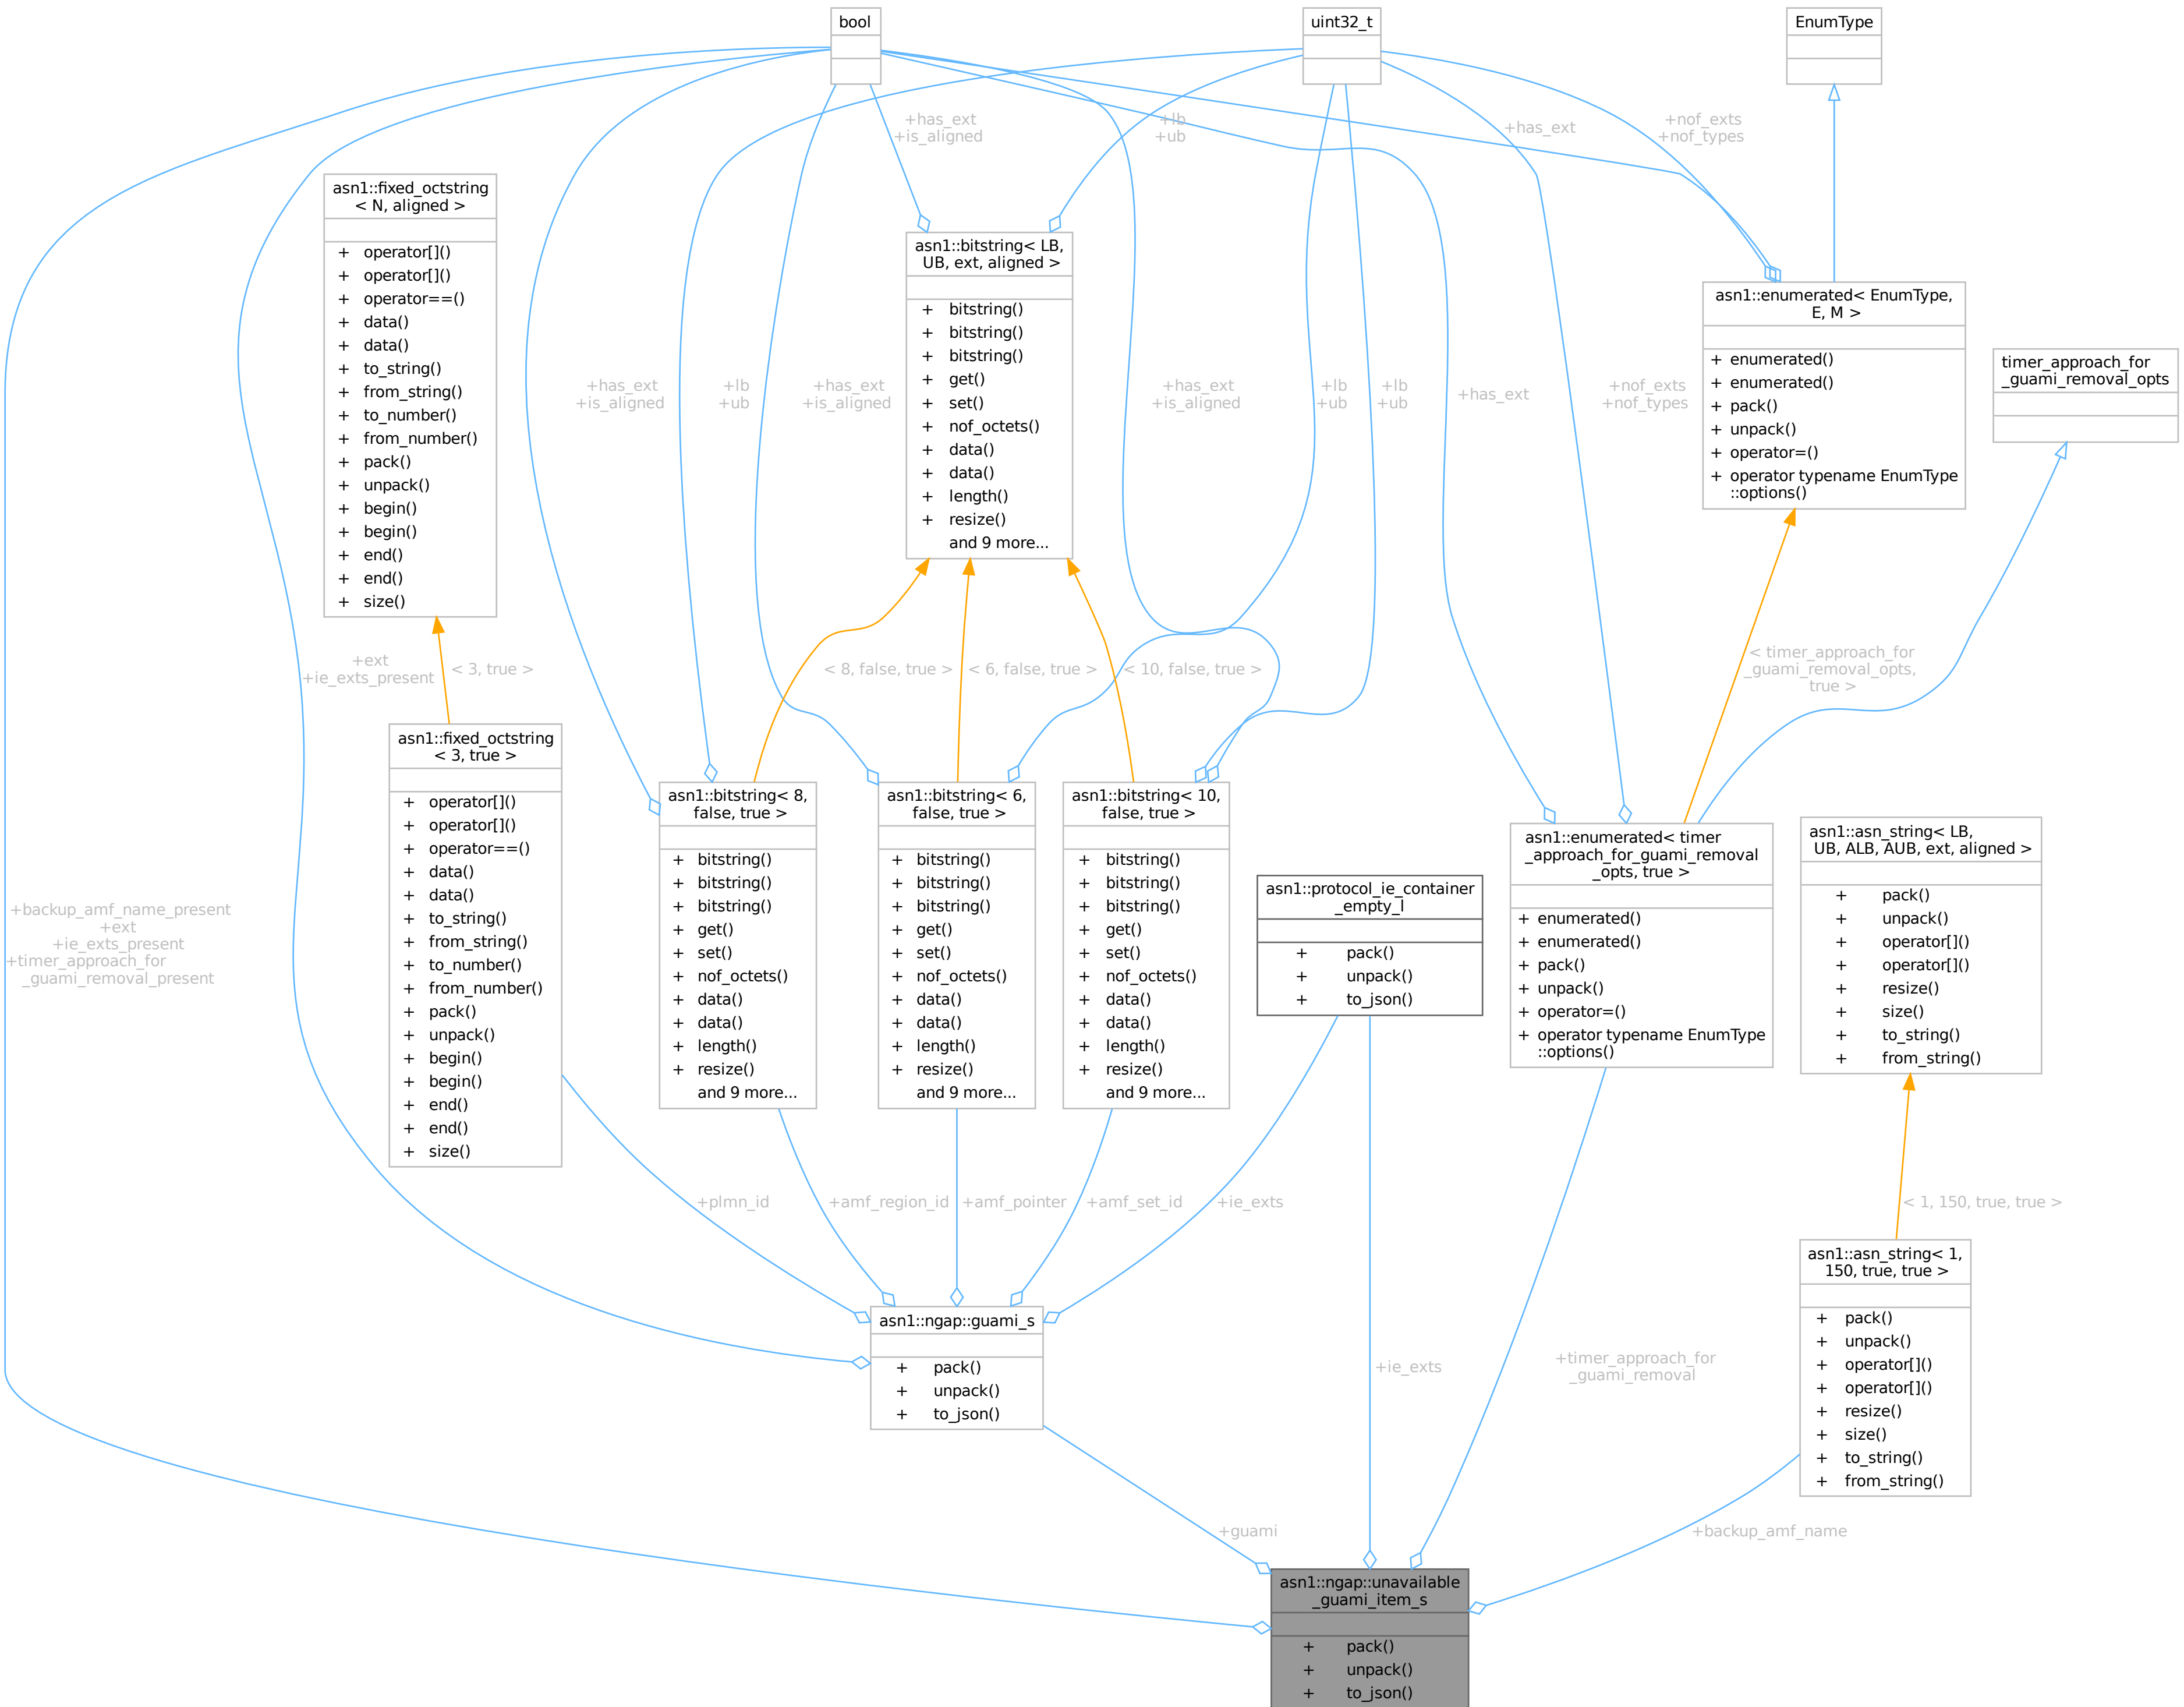 bool
uint32_t
EnumType
+has_ext
+is_aligned
+lb
+ub
+has_ext
+nof_exts
+nof_types
asn1::fixed_octstring
< N, aligned >
+ operator[]()
+ operator[]()
+ operator==()
+ data()
+ data()
+ to_string()
+ from_string()
+ to_number()
+ from_number()
+ pack()
+ unpack()
+ begin()
+ begin()
+ end()
+ end()
+ size()
asn1::bitstring< LB,
UB, ext, aligned >
+ bitstring()
+ bitstring()
+ bitstring()
+ get()
+ set()
+ nof_octets()
+ data()
+ data()
+ length()
+ resize()
and 9 more...
asn1::enumerated< EnumType,
E, M >
+ enumerated()
+ enumerated()
+ pack()
+ unpack()
+ operator=()
+ operator typename EnumType
::options()
timer_approach_for
_guami_removal_opts
+has_ext
+is_aligned
+lb
+ub
+has_ext
+is_aligned
+has_ext
+is_aligned
+lb
+ub
+lb
+ub
+has_ext
+nof_exts
+nof_types
+ext
+ie_exts_present
< 3, true >
< 8, false, true >
< 6, false, true >
< 10, false, true >
< timer_approach_for
_guami_removal_opts,
true >
asn1::fixed_octstring
< 3, true >
+ operator[]()
+ operator[]()
+ operator==()
+ data()
+ data()
+ to_string()
+ from_string()
+ to_number()
+ from_number()
+ pack()
+ unpack()
+ begin()
+ begin()
+ end()
+ end()
+ size()
asn1::bitstring< 8,
false, true >
+ bitstring()
+ bitstring()
+ bitstring()
+ get()
+ set()
+ nof_octets()
+ data()
+ data()
+ length()
+ resize()
and 9 more...
asn1::bitstring< 6,
false, true >
+ bitstring()
+ bitstring()
+ bitstring()
+ get()
+ set()
+ nof_octets()
+ data()
+ data()
+ length()
+ resize()
and 9 more...
asn1::bitstring< 10,
false, true >
+ bitstring()
+ bitstring()
+ bitstring()
+ get()
+ set()
+ nof_octets()
+ data()
+ data()
+ length()
+ resize()
and 9 more...
asn1::protocol_ie_container
_empty_l
+ pack()
+ unpack()
+ to_json()
asn1::enumerated< timer
_approach_for_guami_removal
_opts, true >
+ enumerated()
+ enumerated()
+ pack()
+ unpack()
+ operator=()
+ operator typename EnumType
::options()
asn1::asn_string< LB,
UB, ALB, AUB, ext, aligned >
+ pack()
+ unpack()
+ operator[]()
+ operator[]()
+ resize()
+ size()
+ to_string()
+ from_string()
+backup_amf_name_present
+ext
+ie_exts_present
+timer_approach_for
_guami_removal_present
+plmn_id
+amf_region_id
+amf_pointer
+amf_set_id
+ie_exts
< 1, 150, true, true >
asn1::ngap::guami_s
+ pack()
+ unpack()
+ to_json()
+ie_exts
+timer_approach_for
_guami_removal
asn1::asn_string< 1,
150, true, true >
+ pack()
+ unpack()
+ operator[]()
+ operator[]()
+ resize()
+ size()
+ to_string()
+ from_string()
+guami
+backup_amf_name
asn1::ngap::unavailable
_guami_item_s
+ pack()
+ unpack()
+ to_json()